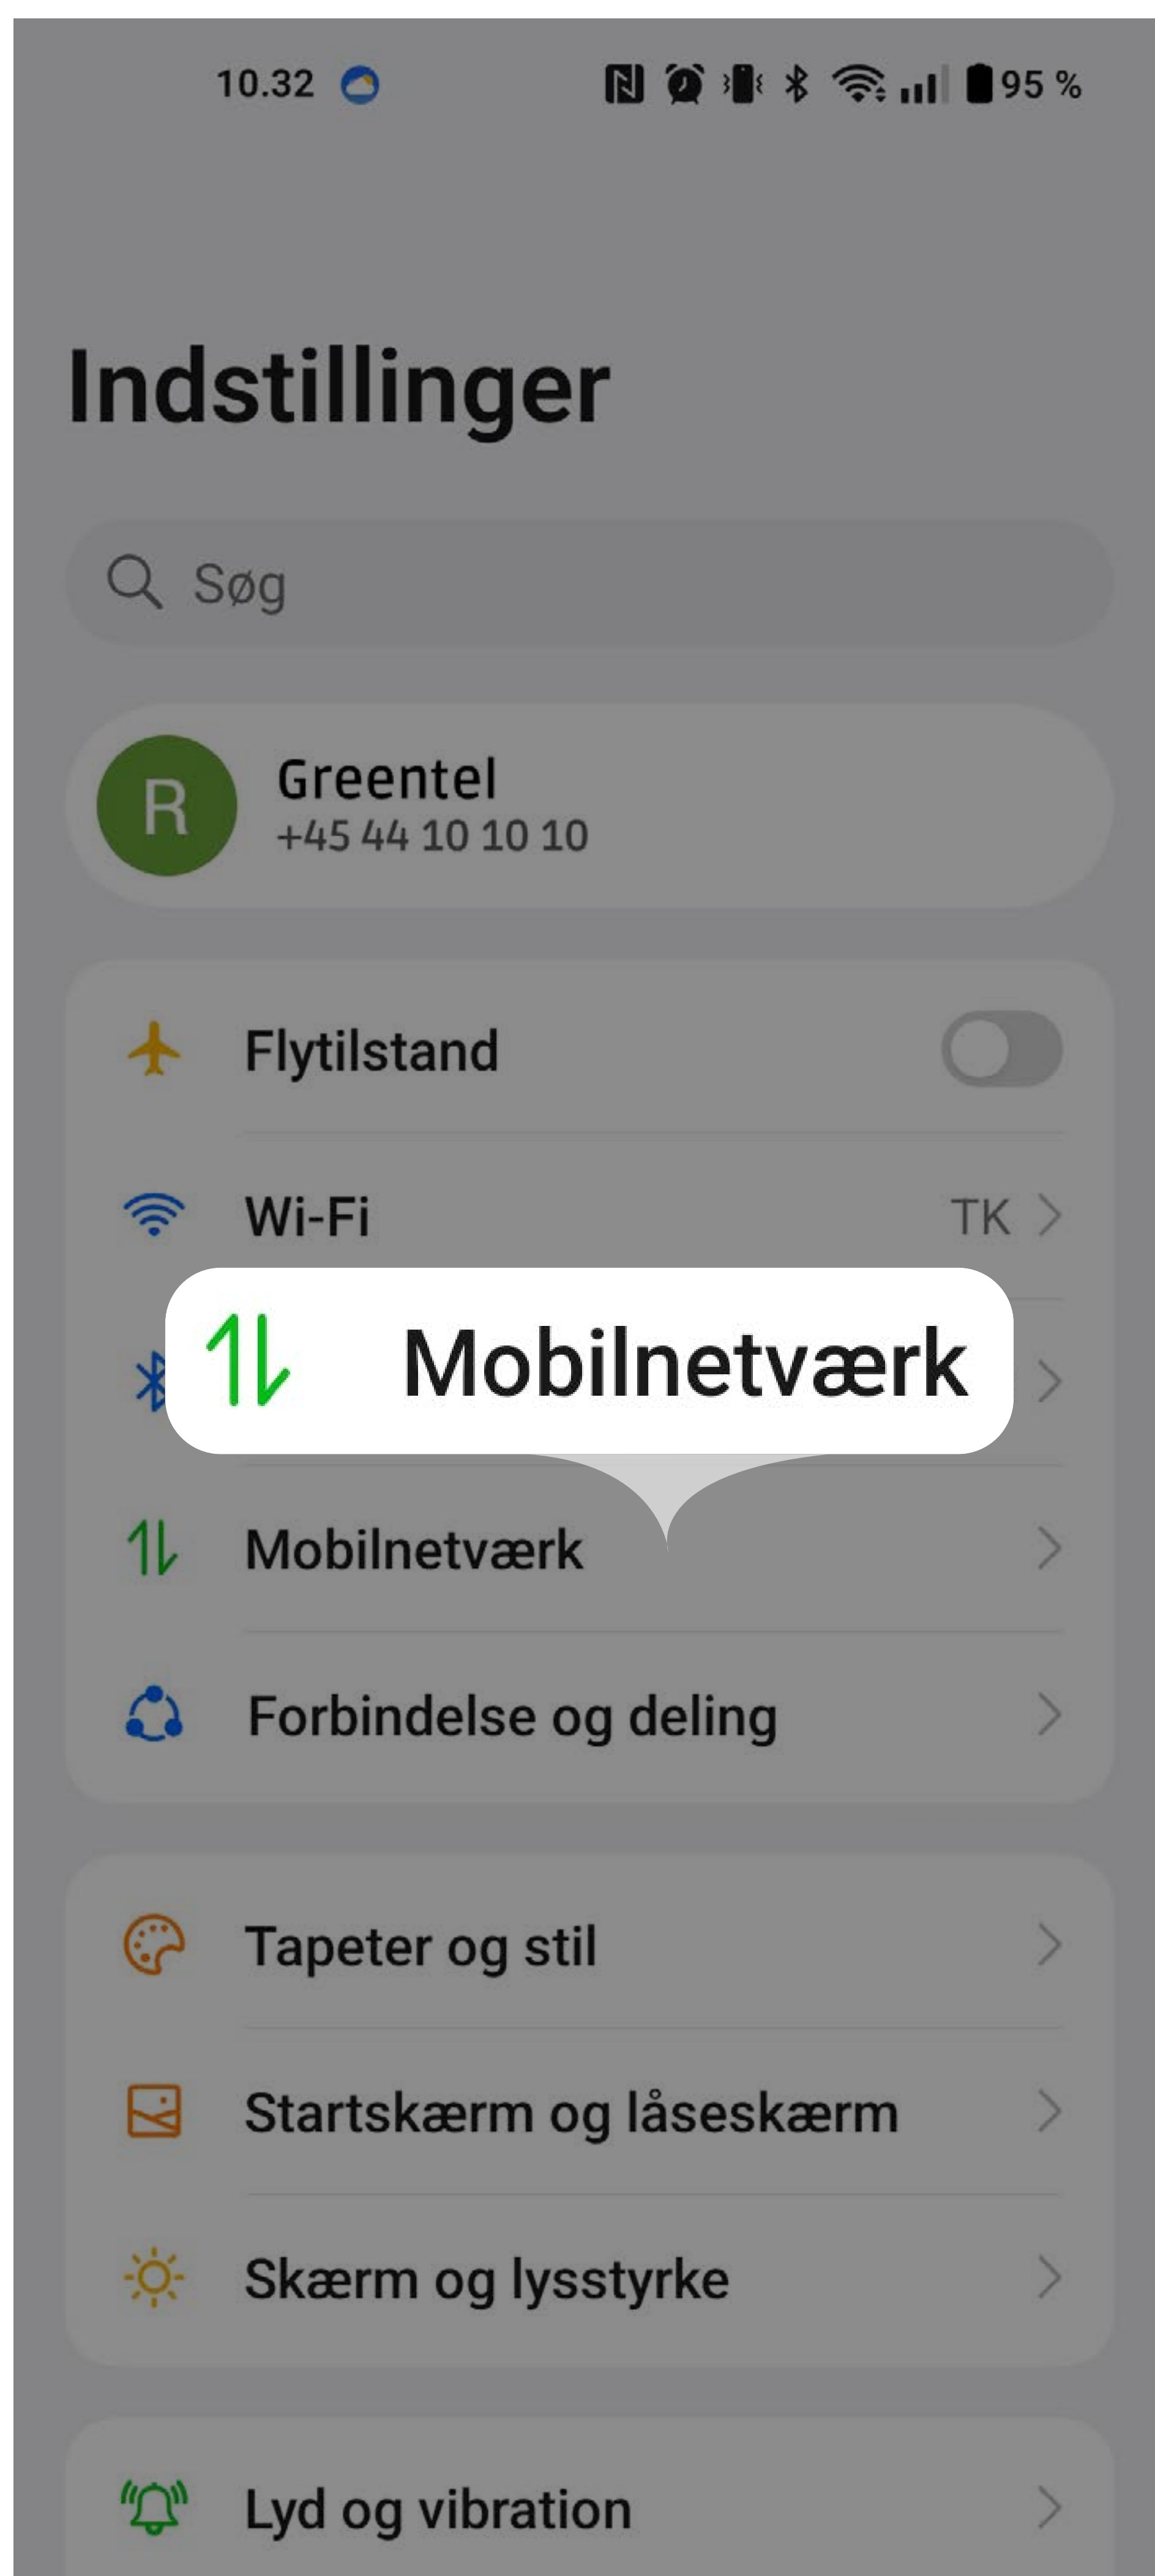 10.32 95 %
Indstillinger
Søg
R
Greentel
+45 44 10 10 10
Flytilstand
Wi-Fi TK
Mobilnetværk
Mobilnetværk
Forbindelse og deling
Tapeter og stil
Startskærm og låseskærm
Skærm og lysstyrke
Lyd og vibration